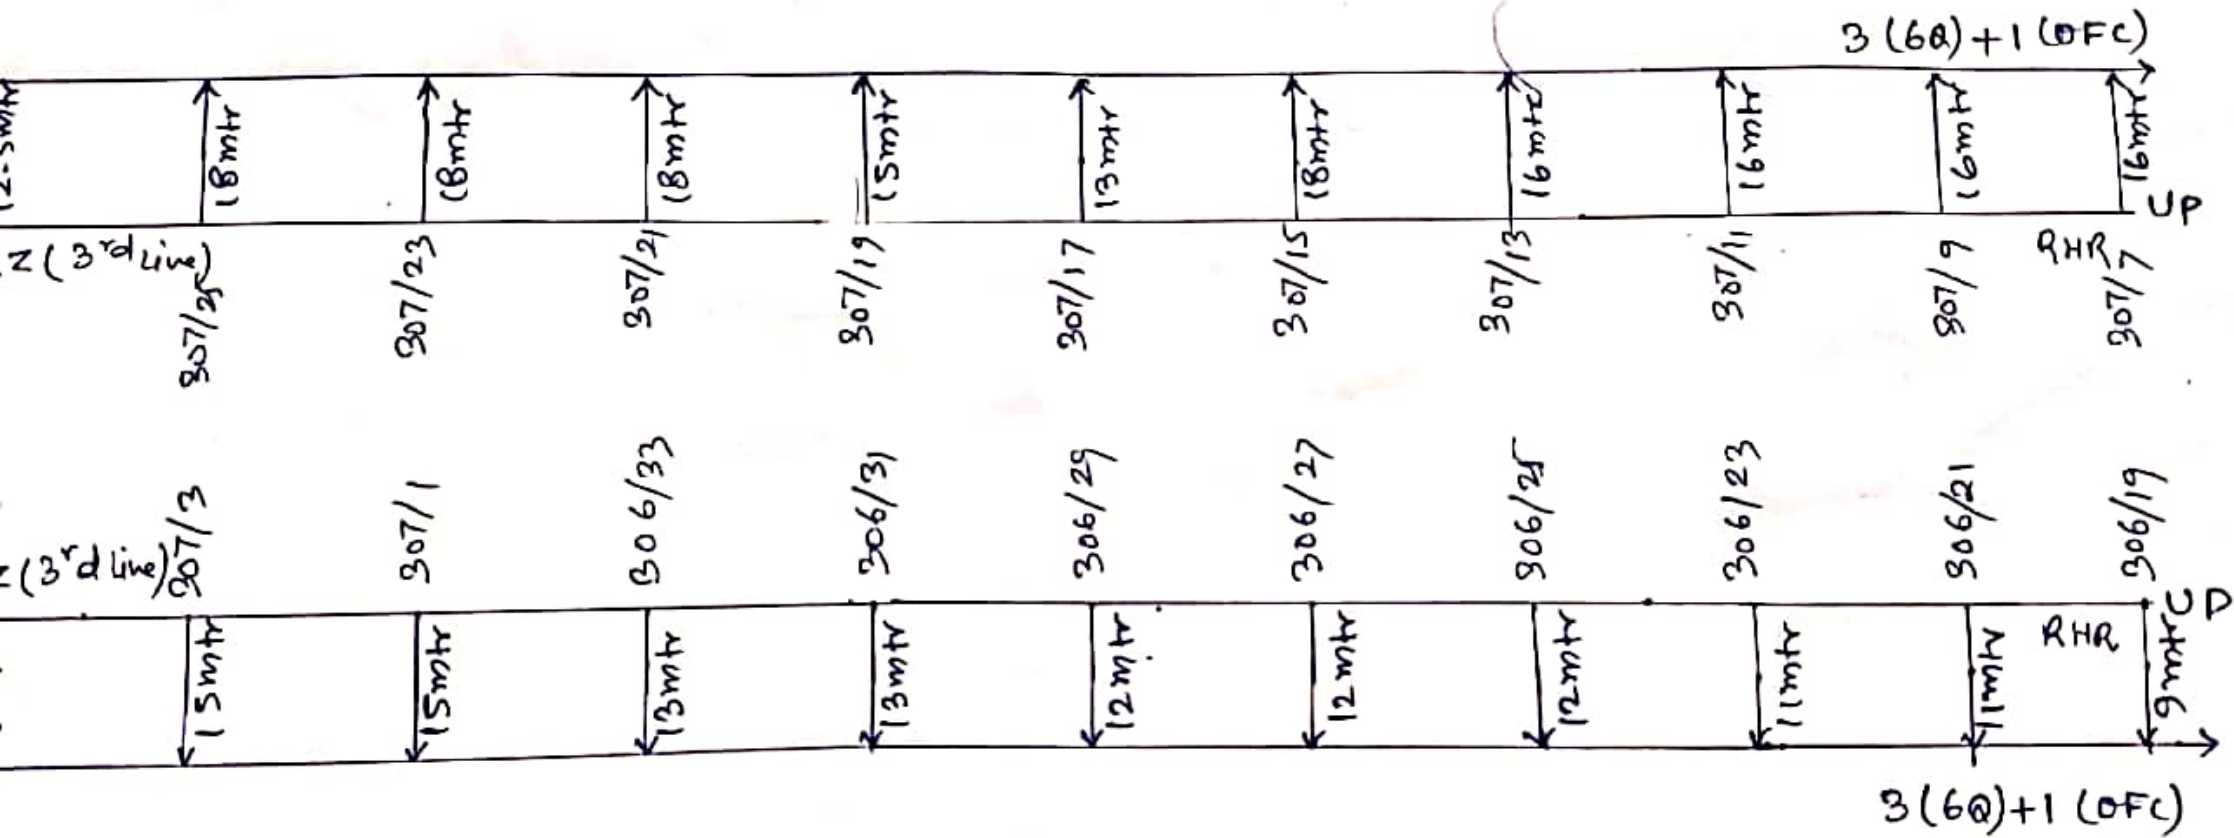 3 (6Q)+1 (OFC)
18mtr
18mtr
18mtr
15mtr
13mtr
18mtr
16mtr
16mtr
16mtr
16mtr
UP
Z (3rd Line)
RHR
307/25
307/23
307/21
307/19
307/17
307/15
307/13
307/11
307/9
307/7
(3rd Line)
307/3
307/1
306/33
306/31
306/29
306/27
306/25
306/23
306/21
306/19
UP
15mtr
15mtr
13mtr
13mtr
12mtr
12mtr
12mtr
11mtr
11mtr
RHR
9mtr
3 (6Q)+1 (OFC)